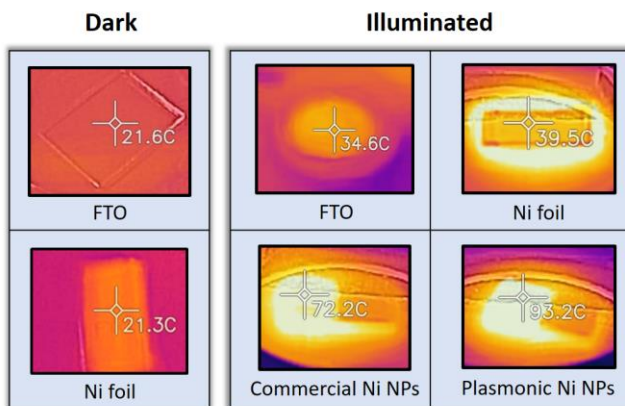 Dark
Illuminated
21.6C
FTO
34.6C
FTO
39.5C
Ni foil
21.3C
Ni foil
72.2C
Commercial Ni NPs
93.2C
Plasmonic Ni NPs